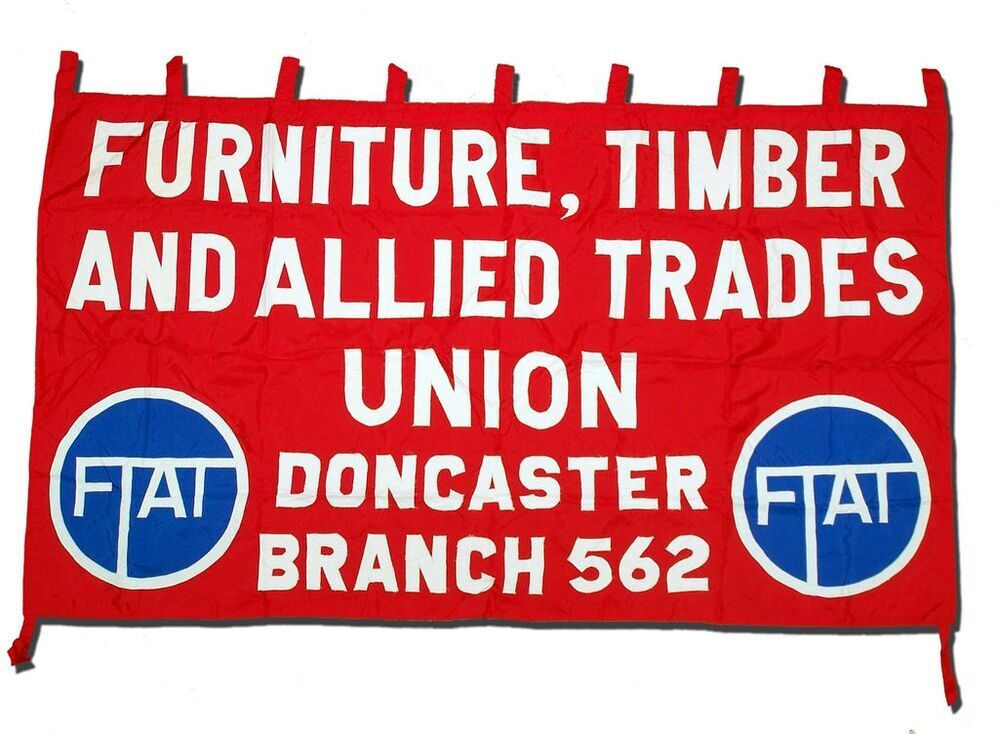 FURNITURE, TIMBER
AND ALLIED TRADES
UNION
FTAT
DONCASTER
FTAT
BRANCH 562